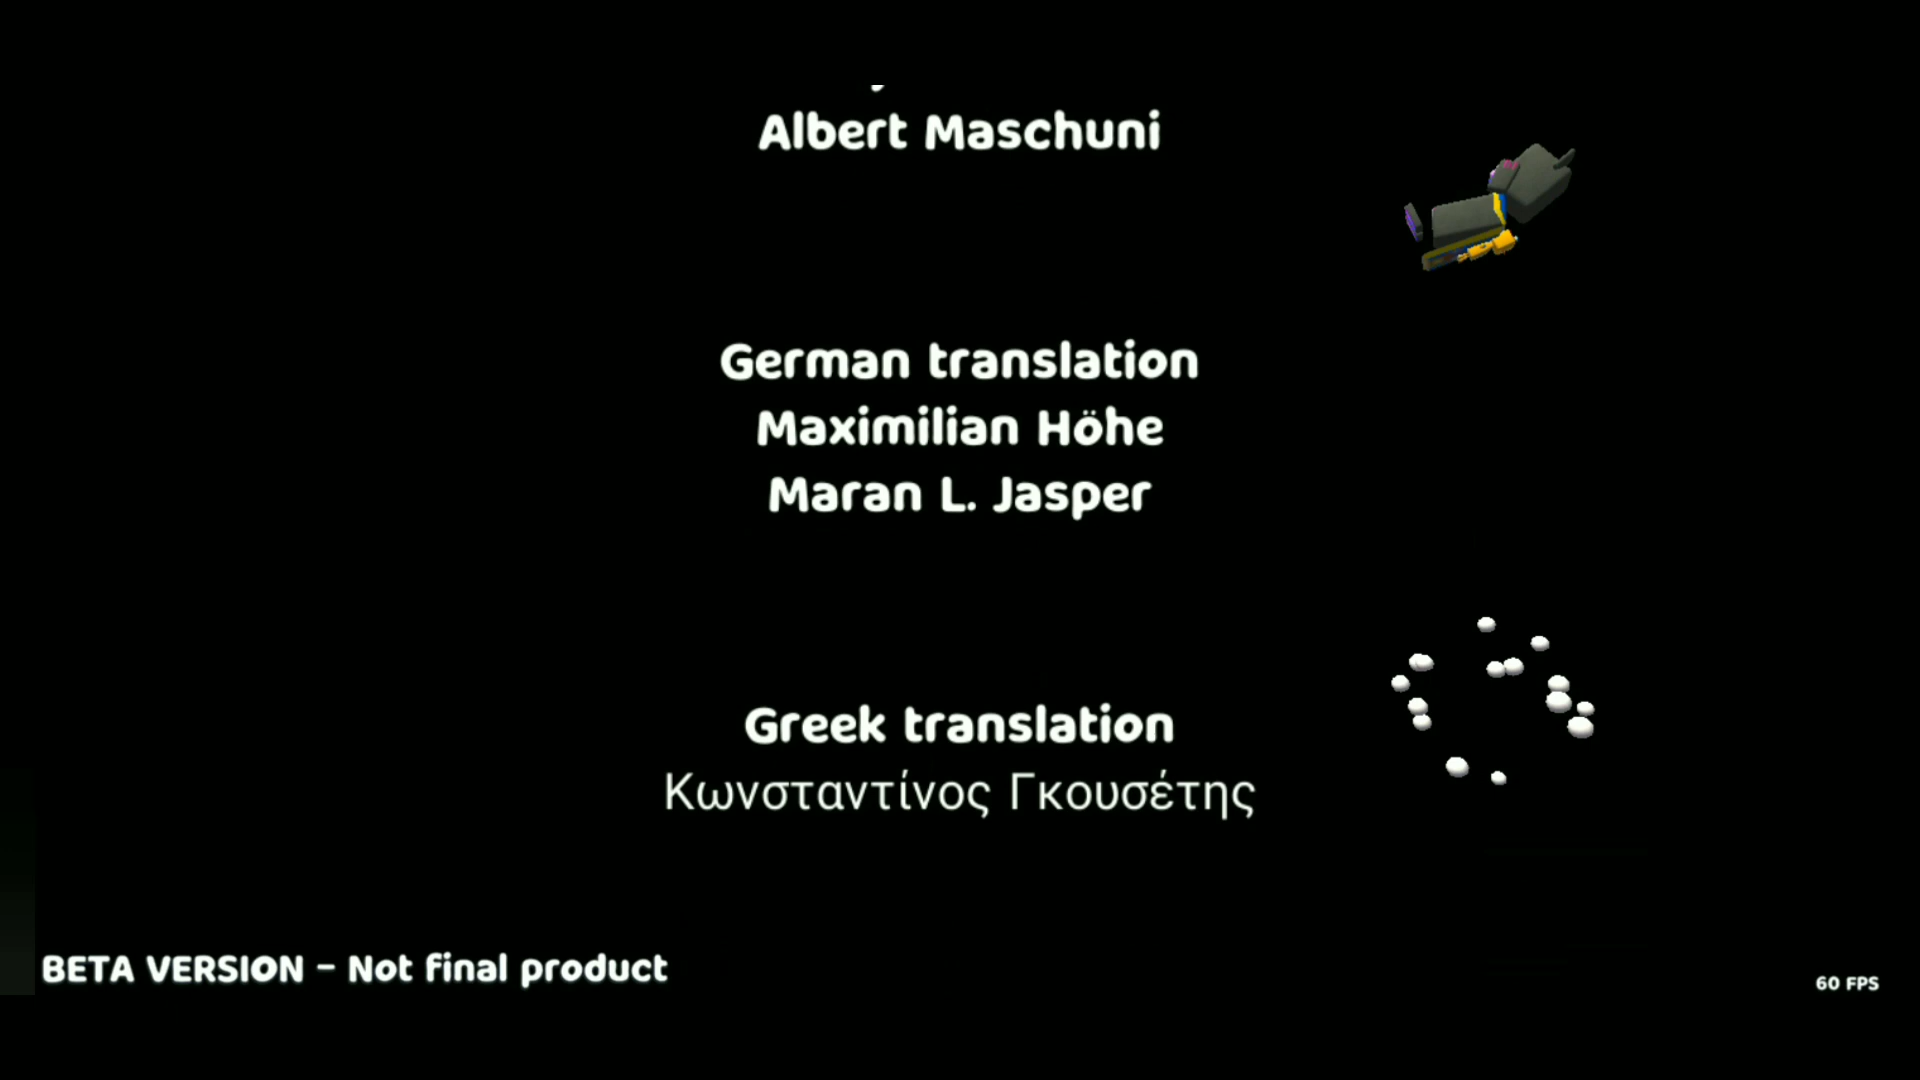 Albert Maschuni
German translation
Maximilian Höhe
Maran L. Jasper
Greek translation
Κωνσταντίνος Γκουσέτης
BETA VERSION - Not final product
60 FPS